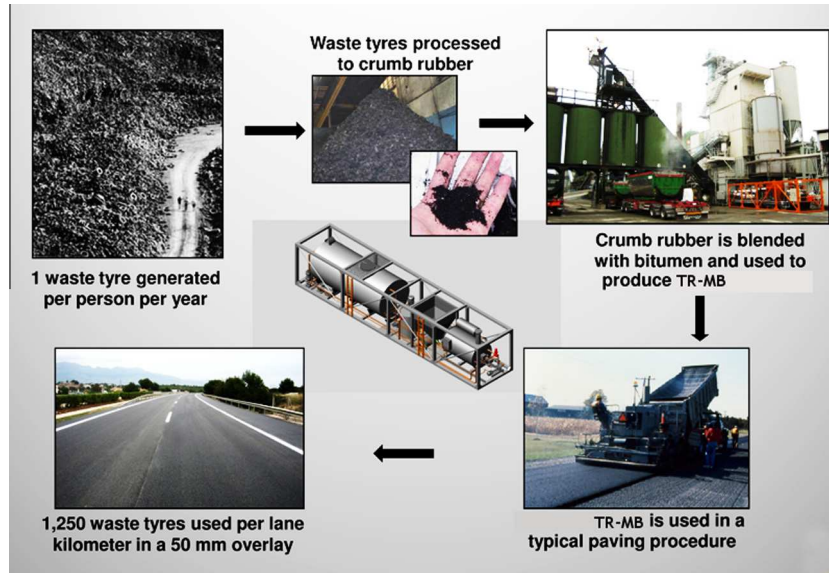 Waste tyres processed
to crumb rubber
1 waste tyre generated
per person per year
Crumb rubber is blended
with bitumen and used to
produce TR-MB
TR-MB is used in a
typical paving procedure
1,250 waste tyres used per lane
kilometer in a 50 mm overlay